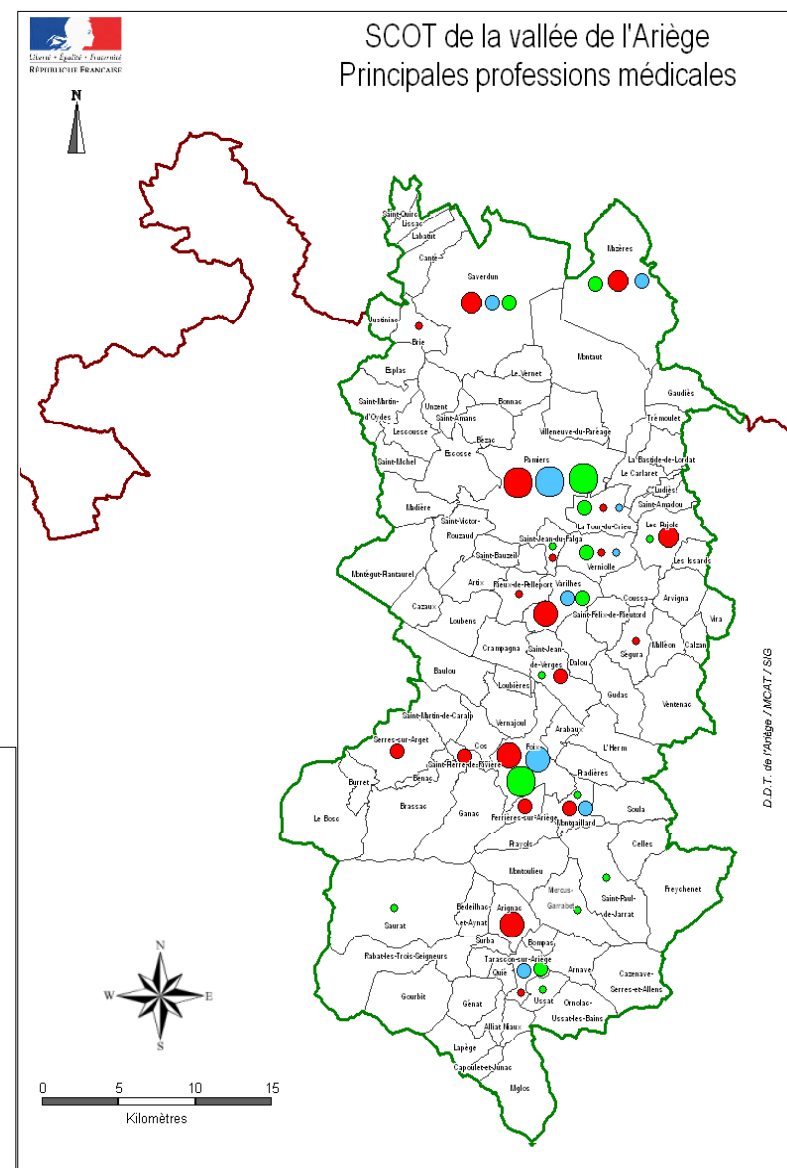 SCOT de la vallée de l'Ariège
Principales professions médicales
Liberté • Égalité • Fraternité
RÉPUBLIQUE FRANÇAISE
N
Saint-Quirc
Lissac
Labatut
Canté
Mazères
Saverdun
Justiniac
Brie
Montaut
Esplas
Le Vernet
Gaudiès
Saint-Martin-
d'Oydes
Unzent
Bonnac
Trémoulet
Saint-Amans
Lescousse
Villeneuve-du-Paréage
Bézac
Escosse
Pamiers
La Bastide-de-Lordat
Saint-Michel
Le Carlaret
Ludiès
Madière
Saint-Amadou
Saint-Victor-
Rouzaud
La Tour-du-Crieu
Les Pujols
Saint-Jean-du-Falga
Saint-Bauzeil
Les Issards
Verniolle
Montégut-Plantaurel
Artix
Rieux-de-Pelleport
Varilhes
Coussa
Arvigna
Cazaux
Saint-Félix-de-Rieutord
Vira
Loubens
Crampagna
Saint-Jean-
de-Verges
Dalou
Ségura
Malléon
Calzan
Baulou
Loubières
Gudas
Ventenac
Saint-Martin-de-Caralp
Vernajoul
Arabaux
Serres-sur-Arget
Cos
Foix
L'Herm
Saint-Pierre-de-Rivière
Pradières
Burret
Bénac
Brassac
Le Bosc
Ganac
Ferrières-sur-Ariège
Montgaillard
Soula
Prayols
Celles
Montoulieu
Freychenet
Mercus-
Garrabet
Saint-Paul-
de-Jarrat
Bédeilhac-
et-Aynat
Arignac
Saurat
Surba
Bompas
Rabat-les-Trois-Seigneurs
Tarascon-sur-Ariège
Quié
Arnave
Cazenave-
Serres-et-Allens
Gourbit
Génat
Ussat
Ornolac-
Ussat-les-Bains
Alliat
Niaux
Lapège
Capoulet-et-Junac
Miglos
D.D.T. de l'Ariège / MCAT / SIG
N
W
E
S
0
5
10
15
Kilomètres